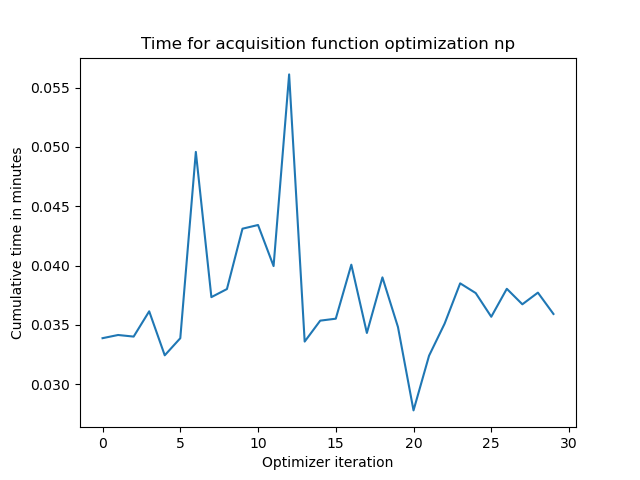 Time for acquisition function optimization np
Cumulative time in minutes
0.055
0.050
0.045
0.040
0.035
0.030
0 5 10 15 20 25 30
Optimizer iteration